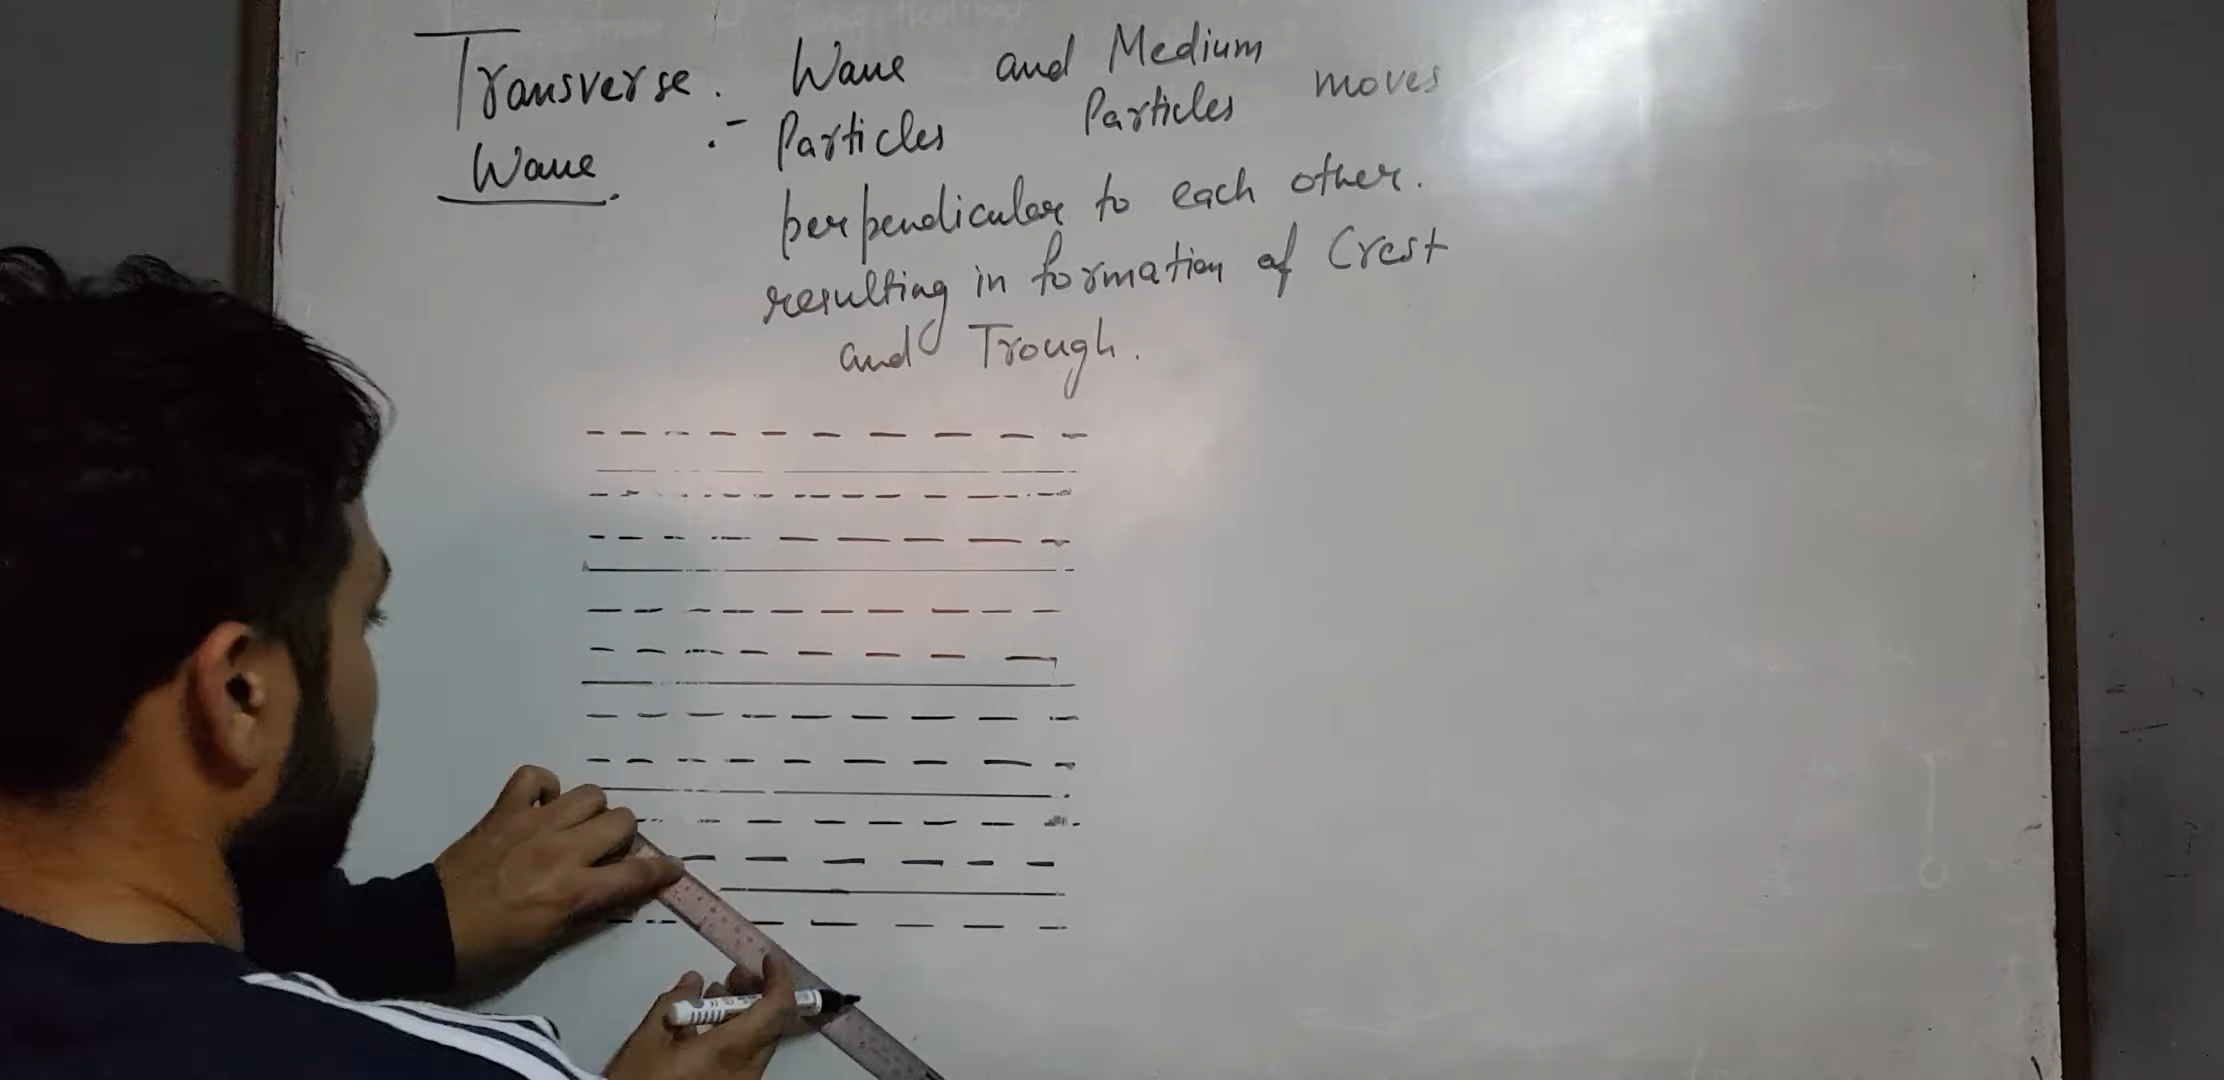 Transverse Wave and Medium
Wave :- Particles Particles moves
perpendicular to each other.
resulting in formation of Crest
and Trough.